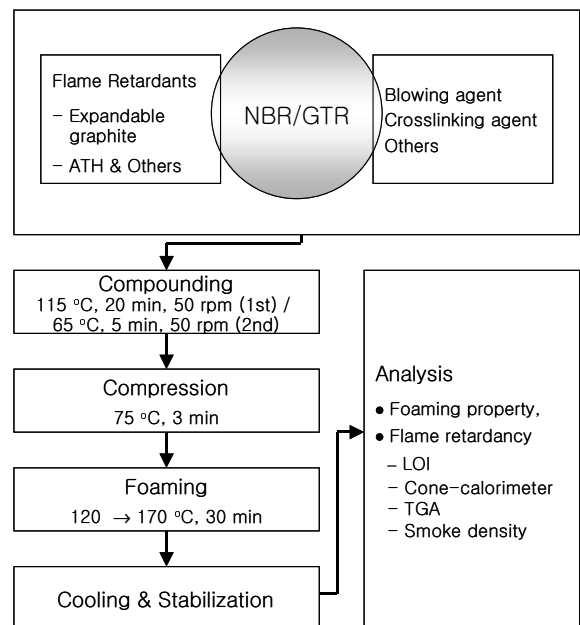 Flame Retardants
– Expandable
graphite
– ATH & Others
NBR/GTR
Blowing agent
Crosslinking agent
Others
Compounding
115 °C, 20 min, 50 rpm (1st) /
65 °C, 5 min, 50 rpm (2nd)
Compression
75 °C, 3 min
Foaming
120 → 170 °C, 30 min
Cooling & Stabilization
Analysis
● Foaming property,
● Flame retardancy
– LOI
– Cone-calorimeter
– TGA
– Smoke density